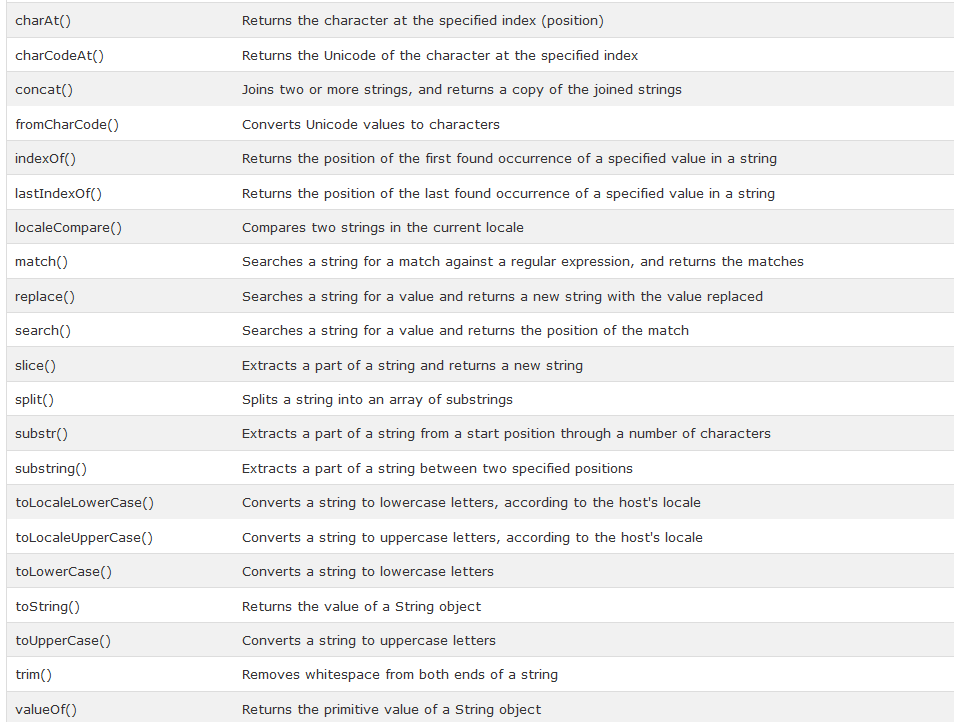 charAt() Returns the character at the specified index (position)
charCodeAt() Returns the Unicode of the character at the specified index
concat() Joins two or more strings, and returns a copy of the joined strings
fromCharCode() Converts Unicode values to characters
indexOf() Returns the position of the first found occurrence of a specified value in a string
lastIndexOf() Returns the position of the last found occurrence of a specified value in a string
localeCompare() Compares two strings in the current locale
match() Searches a string for a match against a regular expression, and returns the matches
replace() Searches a string for a value and returns a new string with the value replaced
search() Searches a string for a value and returns the position of the match
slice() Extracts a part of a string and returns a new string
split() Splits a string into an array of substrings
substr() Extracts a part of a string from a start position through a number of characters
substring() Extracts a part of a string between two specified positions
toLocaleLowerCase() Converts a string to lowercase letters, according to the host's locale
toLocaleUpperCase() Converts a string to uppercase letters, according to the host's locale
toLowerCase() Converts a string to lowercase letters
toString() Returns the value of a String object
toUpperCase() Converts a string to uppercase letters
trim() Removes whitespace from both ends of a string
valueOf() Returns the primitive value of a String object